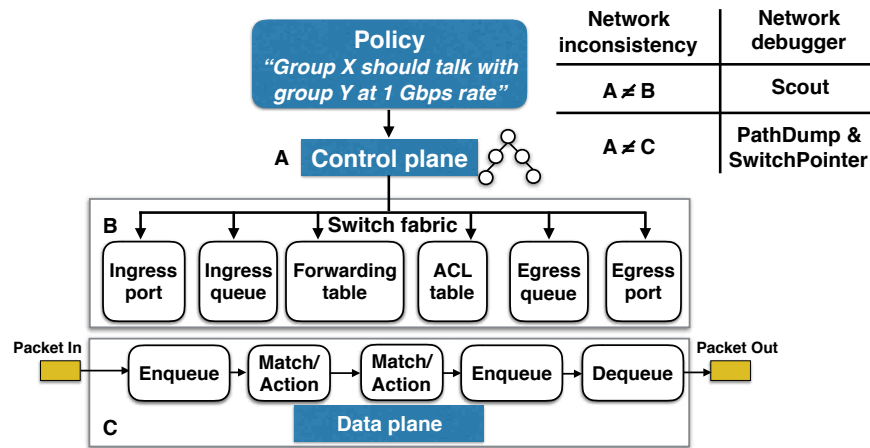 Policy
“Group X should talk with
group Y at 1 Gbps rate”
Network
inconsistency
Network
debugger
A ≠ B
Scout
A ≠ C
PathDump &
SwitchPointer
A
Control plane
B
Switch fabric
Ingress
port
Ingress
queue
Forwarding
table
ACL
table
Egress
queue
Egress
port
Packet In
Enqueue
Match/
Action
Match/
Action
Enqueue
Dequeue
Packet Out
C
Data plane